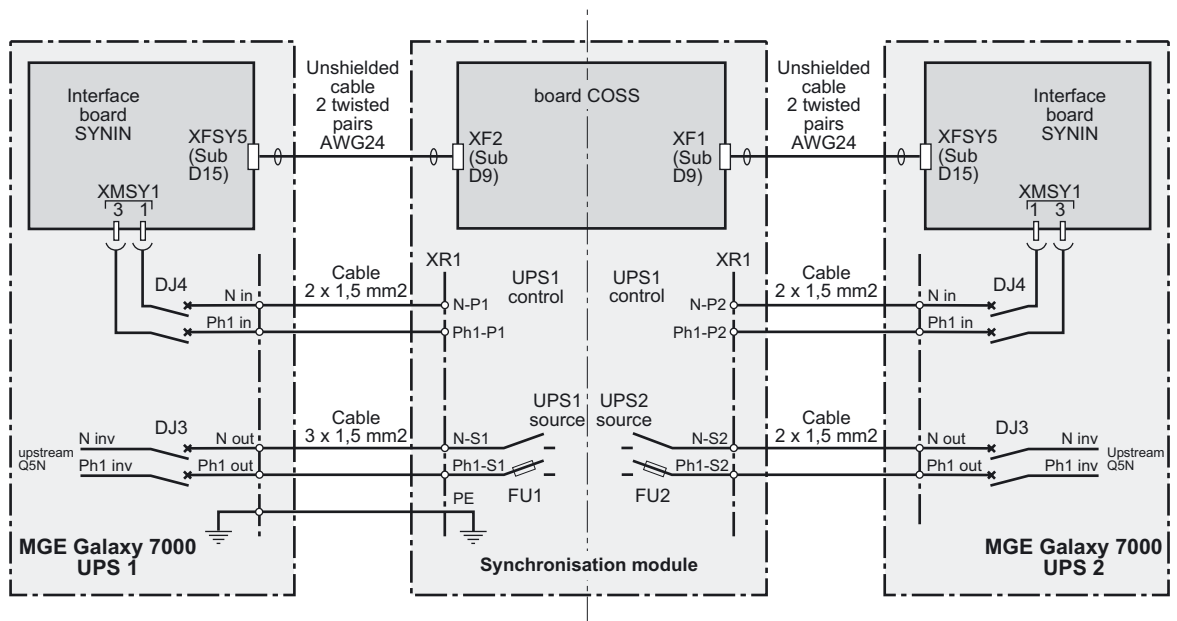 Interface
board
SYNIN
XFSY5
(Sub
D15)
XMSY1
3 1
Unshielded
cable
2 twisted
pairs
AWG24
board COSS
XF2
(Sub
D9)
XF1
(Sub
D9)
Unshielded
cable
2 twisted
pairs
AWG24
Interface
board
SYNIN
XFSY5
(Sub
D15)
XMSY1
1 3
DJ4
N in
Ph1 in
Cable
2 x 1,5 mm2
XR1
N-P1
Ph1-P1
UPS1
control
UPS1
control
XR1
N-P2
Ph1-P2
Cable
2 x 1,5 mm2
N in
Ph1 in
DJ4
upstream
Q5N
N inv
Ph1 inv
DJ3
N out
Ph1 out
Cable
3 x 1,5 mm2
N-S1
Ph1-S1
PE
UPS1
source
FU1
UPS2
source
FU2
N-S2
Ph1-S2
Cable
2 x 1,5 mm2
N out
Ph1 out
DJ3
N inv
Ph1 inv
Upstream
Q5N
MGE Galaxy 7000
UPS 1
Synchronisation module
MGE Galaxy 7000
UPS 2